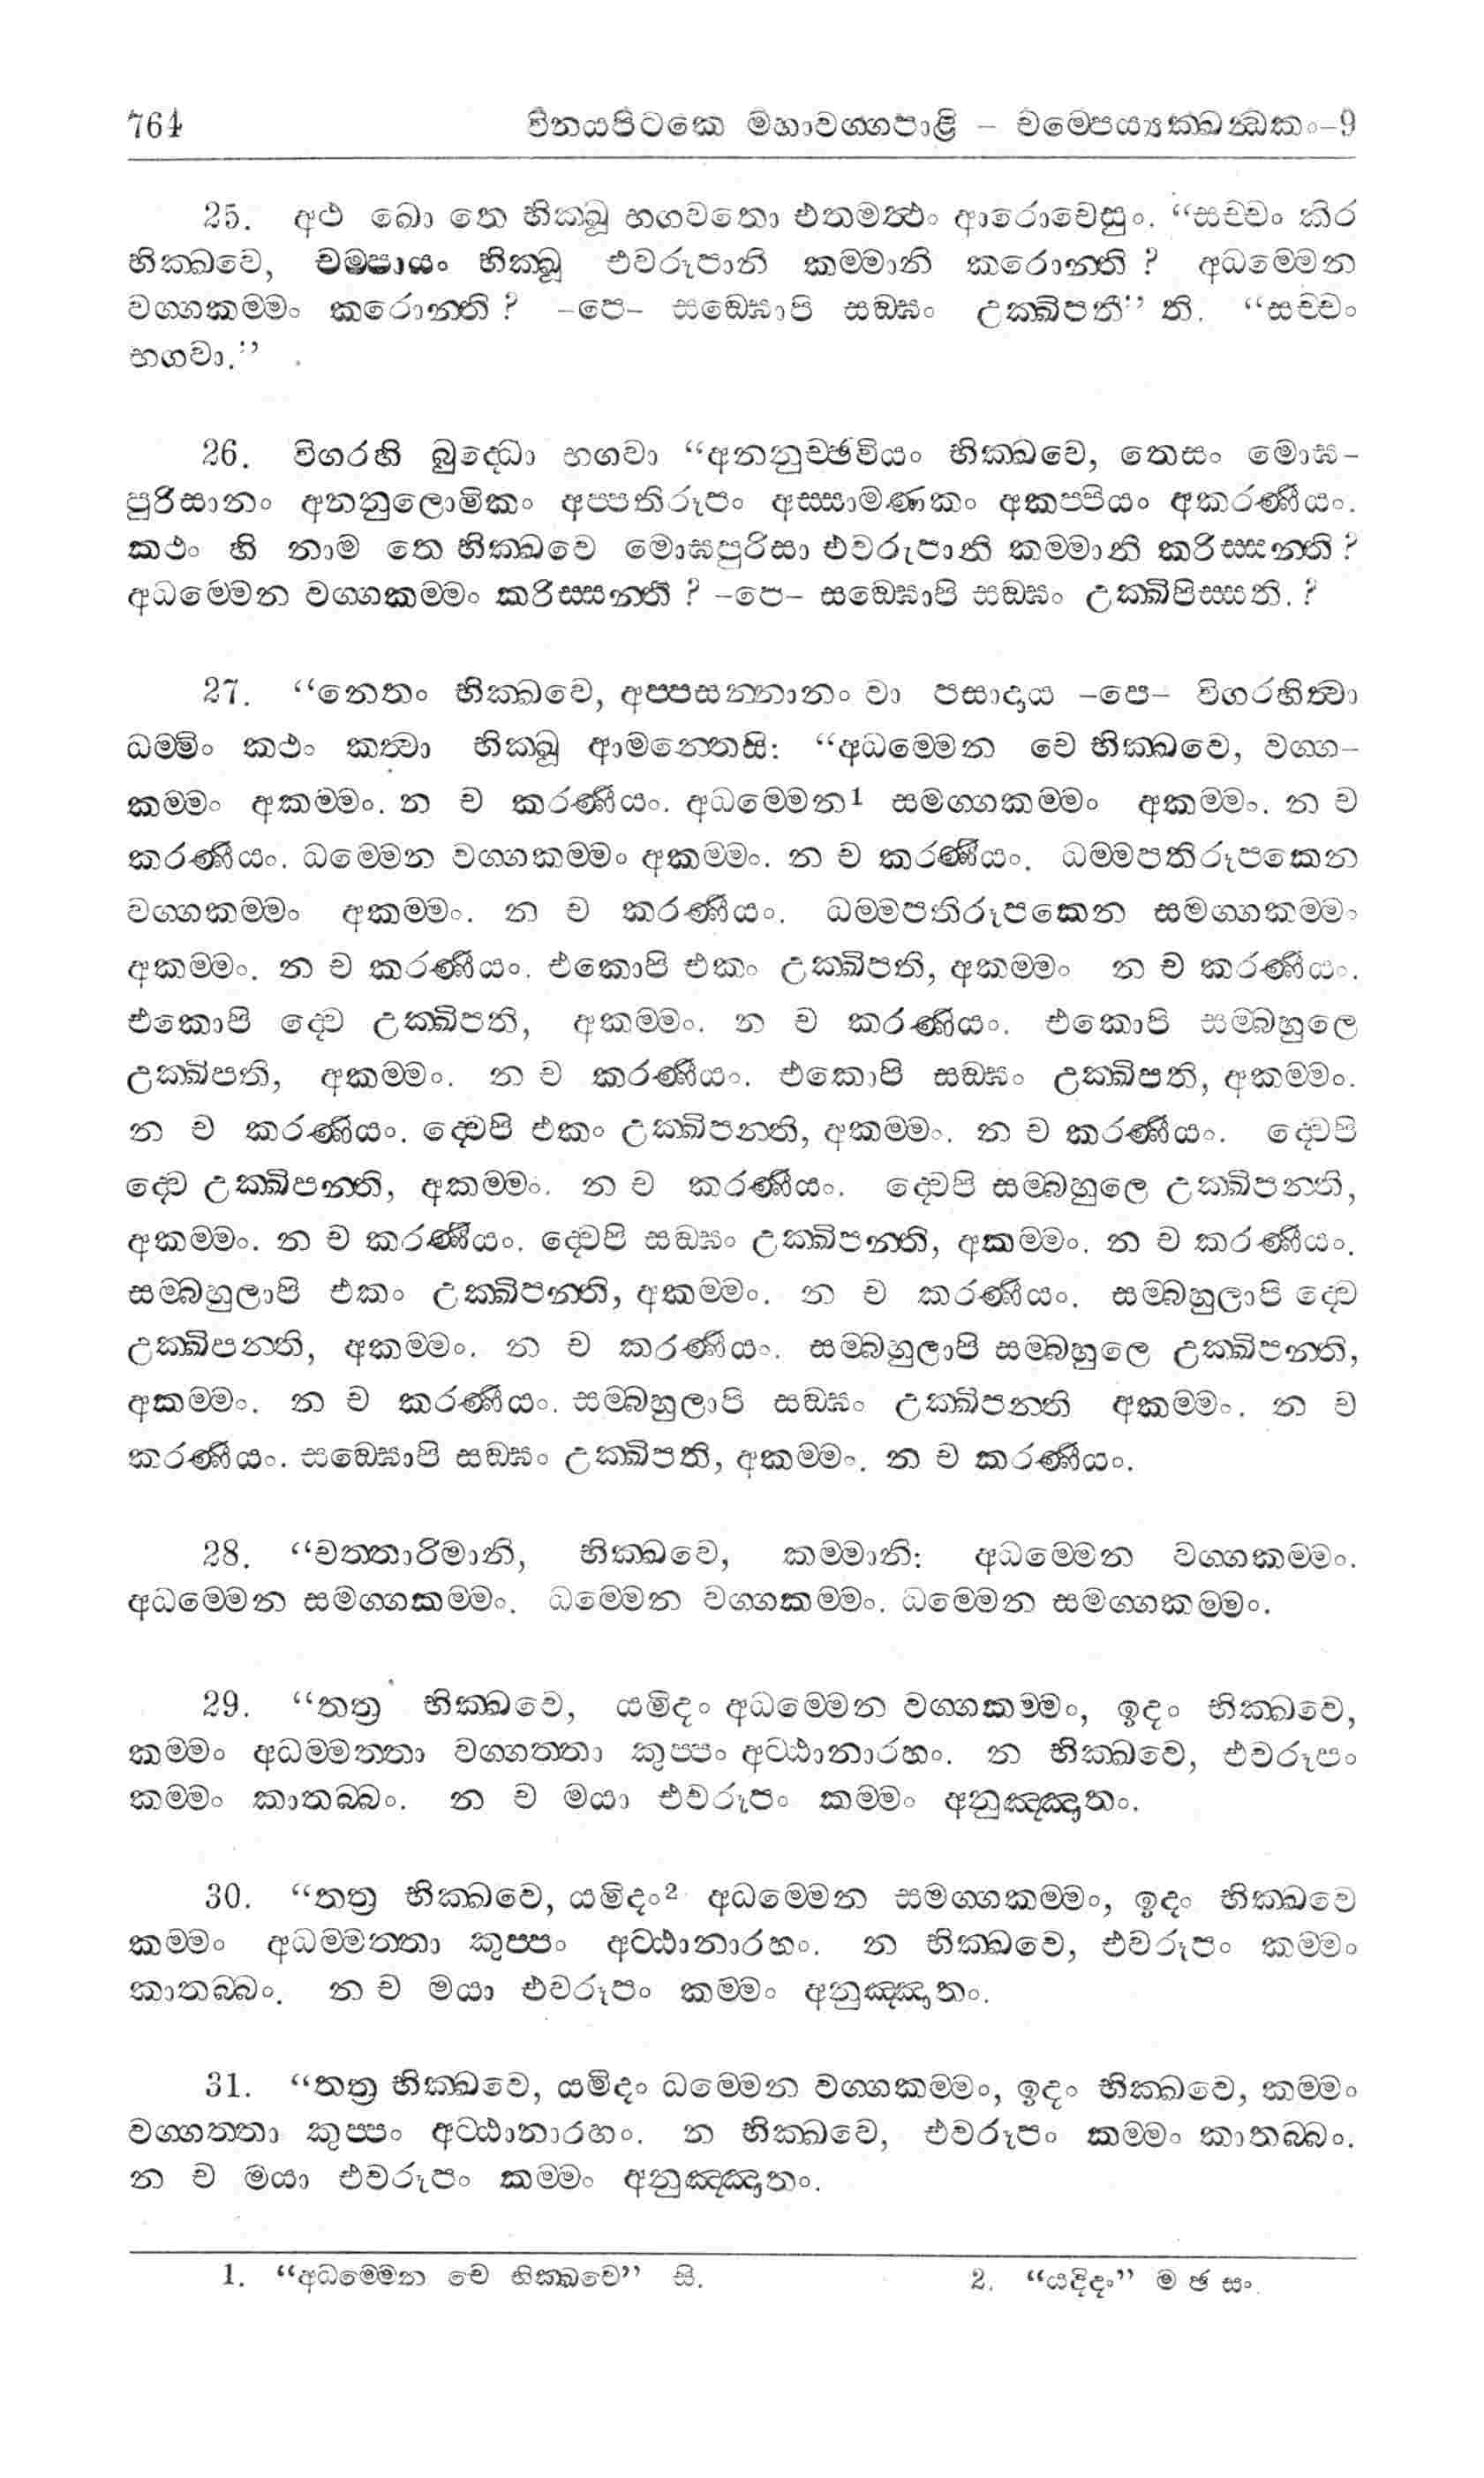 764 විනයපිටකෙ මහාවග්ගපාළි – චම්පෙය්‍යක්ඛන්ධකං–9
25. අථ ඛො තෙ භික්ඛූ භගවතො එතමත්ථං ආරොචෙසුං. “සච්චං කිර
භික්ඛවෙ, චම්පායං භික්ඛූ එවරූපානි කම්මානි කරොන්ති ? අධම්මෙන
වග්ගකම්මං කරොන්ති ? –පෙ– සඞ්ඝොපි සඞ්ඝං උක්ඛිපතී” ති. “සච්චං
භගවා.”
26. විගරහි බුද්ධො භගවා “අනනුච්ඡවියං භික්ඛවෙ, තෙසං මොඝ-
පුරිසානං අනනුලොමිකං අප්පතිරූපං අස්සාමණකං අකප්පියං අකරණීයං.
කථං හි නාම තෙ භික්ඛවෙ මොඝපුරිසා එවරුපානි කම්මානි කරිස්සන්ති ?
අධම්මෙන වග්ගකම්මං කරිස්සන්ති ? –පෙ– සඞ්ඝොපි සඞ්ඝං උක්ඛිපිස්සති. ?
27. “නෙතං භික්ඛවෙ, අප්පසන්නානං වා පසාදාය –පෙ– විගරහිත්වා
ධම්මිං කථං කත්වා භික්ඛූ ආමන්තෙසි: “අධම්මෙන චෙ භික්ඛවෙ, වග්ග-
කම්මං අකම්මං. න ච කරණීයං. අධම්මෙන1 සමග්ගකම්මං අකම්මං. න ච
කරණීයං. ධම්මෙන වග්ගකම්මං අකම්මං. න ච කරණීයං. ධම්මපතිරූපකෙන
වග්ගකම්මං අකම්මං. න ච කරණීයං. ධම්මපතිරූපකෙන සමග්ගකම්මං
අකම්මං. න ච කරණීයං. එකොපි එකං උක්ඛිපති, අකම්මං න ච කරණීයං.
එකොපි ද්වෙ උක්ඛිපති, අකම්මං. න ච කරණීයං. එකොපි සම්බහුලෙ
උක්ඛිපති, අකම්මං. න ච කරණීයං. එකොපි සඞ්ඝං උක්ඛිපති, අකම්මං.
න ච කරණීයං. ද්වෙපි එකං උක්ඛිපන්ති, අකම්මං. න ච කරණීයං. ද්වෙපි
ද්වෙ උක්ඛිපන්ති, අකම්මං. න ච කරණීයං. ද්වෙපි සම්බහුලෙ උක්ඛිපන්ති,
අකම්මං. න ච කරණීයං. ද්වෙපි සඞ්ඝං උක්ඛිපන්ති, අකම්මං. න ච කරණීයං.
සම්බහුලාපි එකං උක්ඛිපන්ති, අකම්මං. න ච කරණීයං. සම්බහුලාපි ද්වෙ
උක්ඛිපන්ති, අකම්මං. න ච කරණීයං. සම්බහුලාපි සම්බහුලෙ උක්ඛිපන්ති,
අකම්මං. න ච කරණීයං. සම්බහුලාපි සඞ්ඝං උක්ඛිපන්ති අකම්මං. න ච
කරණීයං. සඞ්ඝොපි සඞ්ඝං උක්ඛිපති, අකම්මං. න ච කරණීයං.
28. “චත්තාරිමානි, භික්ඛවෙ, කම්මානි: අධම්මෙන වග්ගකම්මං.
අධම්මෙන සමග්ගකම්මං. ධම්මෙන වග්ගකම්මං. ධම්මෙන සමග්ගකම්මං.
29. “තත්‍ර භික්ඛවෙ, යමිදං අධම්මෙන වග්ගකම්මං, ඉදං භික්ඛවෙ,
කම්මං අධම්මත්තා වග්ගත්තා කුප්පං අට්ඨානාරහං. න භික්ඛවෙ, එවරූපං
කම්මං කාතබ්බං. න ච මයා එවරූපං කම්මං අනුඤ්ඤාතං.
30. “තත්‍ර භික්ඛවෙ, යමිදං2 අධම්මෙන සමග්ගකම්මං, ඉදං භික්ඛවෙ
කම්මං අධම්මත්තා කුප්පං අට්ඨානාරහං. න භික්ඛවෙ, එවරූපං කම්මං
කාතබ්බං. න ච මයා එවරූපං කම්මං අනුඤ්ඤාතං.
31. “තත්‍ර භික්ඛවෙ, යමිදං ධම්මෙන වග්ගකම්මං, ඉදං භික්ඛවෙ, කම්මං
වග්ගත්තා කුප්පං අට්ඨානාරහං. න භික්ඛවෙ, එවරූපං කම්මං කාතබ්බං.
න ච මයා එවරූපං කම්මං අනුඤ්ඤාතං.
1. “අධම්මෙන චෙ භික්ඛවෙ” සි. 2. “යදිදං” ම ඡ සං.